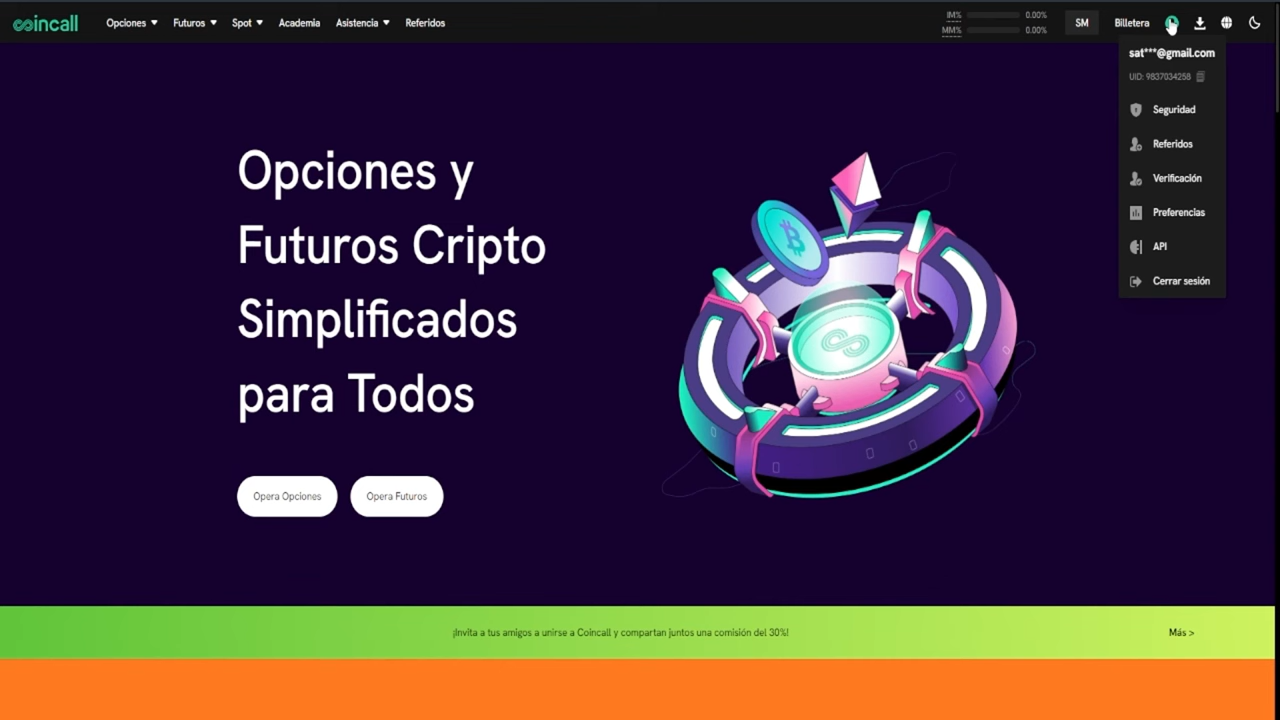 coincall
Opciones Futuros Spot Academia Asistencia Referidos
IM% 0.00%
MM% 0.00%
SM Billetera
sat***@gmail.com
UID: 9837034258
Seguridad
Referidos
Verificación
Preferencias
API
Cerrar sesión
Opciones y
Futuros Cripto
Simplificados
para Todos
Opera Opciones Opera Futuros
¡Invita a tus amigos a unirse a Coincall y compartan juntos una comisión del 30%!
Más >